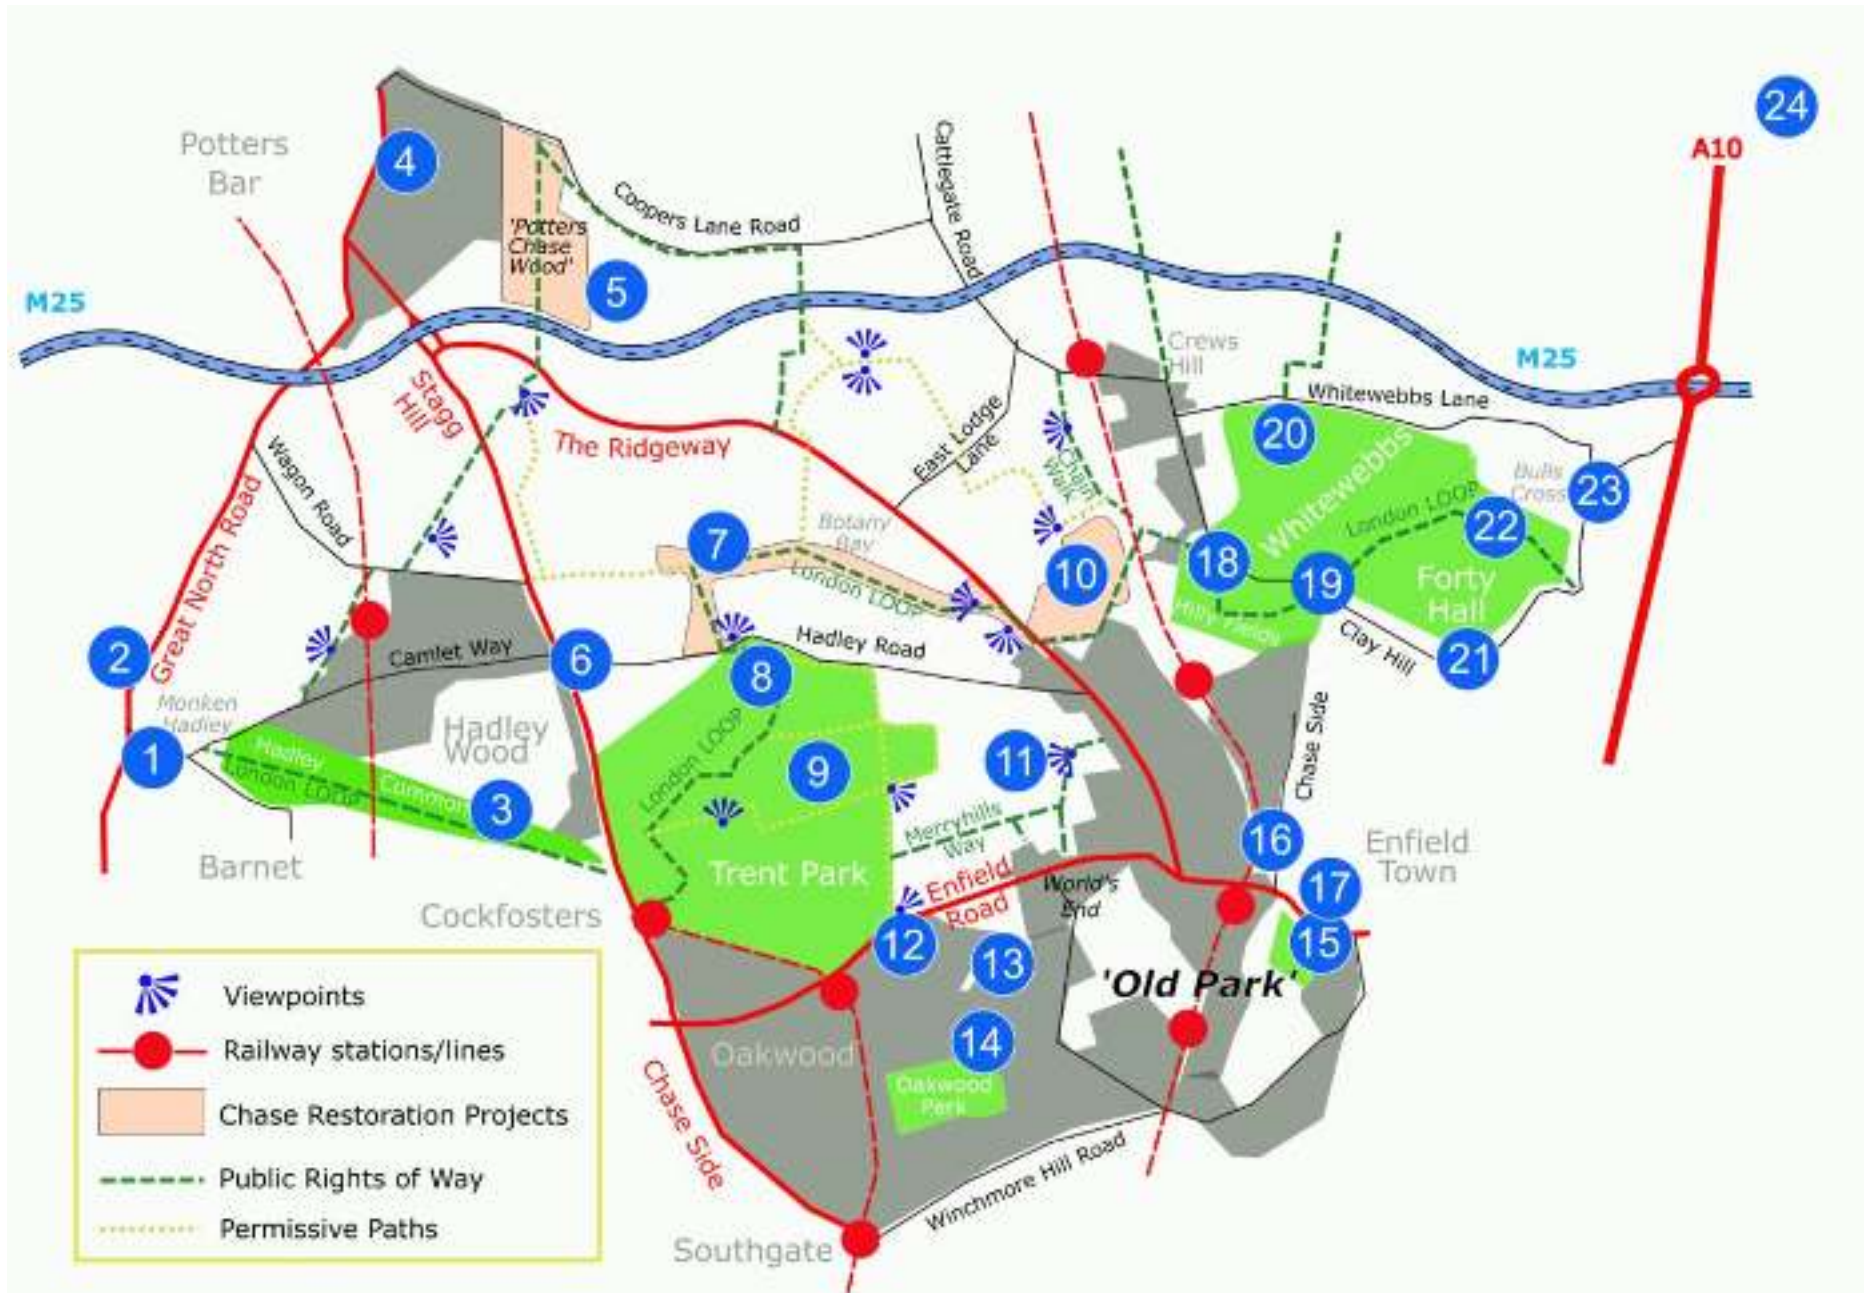 24
A10
Potters
Bar
4
Cattlegate Road
Coopers Lane Road
'Potters
Chase
Wood"
5
M25
Crews
Hill
M25
Stagg
Hill
The Ridgeway
East Lodge
Lane
Whitewebbs Lane
20
Wagon Road
Chain
Walk
Whitewebbs
Bulls
Cross
23
Great North Road
7
Botany
Bay
London LOOP
22
10
18
19
Forty
Hall
London LOOP
Hilly Fields
2
Camlet Way
6
Hadley Road
Clay Hill
21
8
Monken
Hadley
1
Hadley
Wood
Hadley
Common
London LOOP
3
London LOOP
9
11
Chase Side
Merryhills
Way
16
Enfield
Town
Barnet
Trent Park
Enfield
Road
World's
End
17
Cockfosters
12
13
15
'Old Park'
Viewpoints
Railway stations/lines
14
Oakwood
Chase Side
Oakwood
Park
Chase Restoration Projects
Public Rights of Way
Winchmore Hill Road
Permissive Paths
Southgate